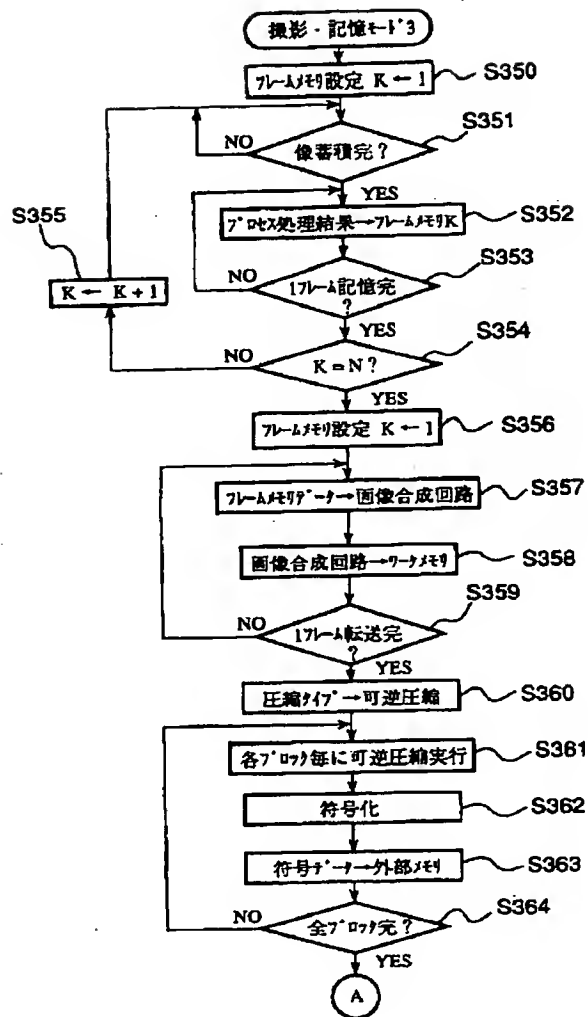 撮影・記憶モード3
フレームメモリ設定 K ← 1
S350
像蓄積完?
S351
NO
YES
プロセス処理結果→フレームメモリK
S352
1フレーム記憶完
?
S353
NO
YES
S355
K ← K + 1
K = N ?
S354
NO
YES
フレームメモリ設定 K ← 1
S356
フレームメモリデータ→画像合成回路
S357
画像合成回路→ワークメモリ
S358
1フレーム転送完
?
S359
NO
YES
圧縮タイプ→可逆圧縮
S360
各ブロック毎に可逆圧縮実行
S361
符号化
S362
符号データ→外部メモリ
S363
全ブロック完?
S364
NO
YES
A